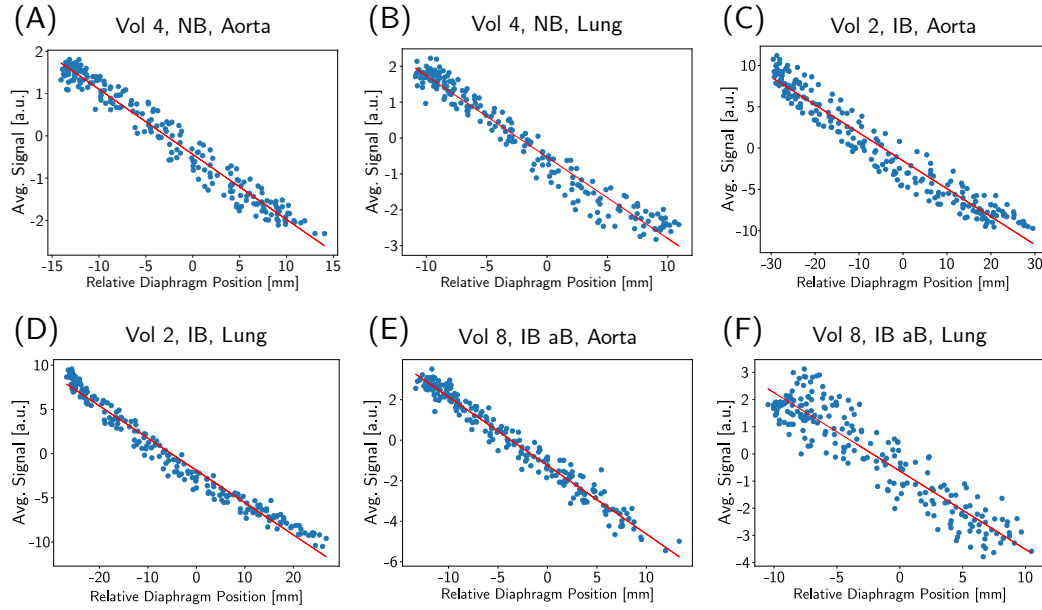 (A)
Vol 4, NB, Aorta
Avg. Signal [a.u.]
2
1
0
-1
-2
-15 -10 -5 0 5 10 15
Relative Diaphragm Position [mm]
(B)
Vol 4, NB, Lung
Avg. Signal [a.u.]
2
1
0
-1
-2
-3
-10 -5 0 5 10
Relative Diaphragm Position [mm]
(C)
Vol 2, IB, Aorta
Avg. Signal [a.u.]
10
5
0
-5
-10
-30 -20 -10 0 10 20 30
Relative Diaphragm Position [mm]
(D)
Vol 2, IB, Lung
Avg. Signal [a.u.]
10
5
0
-5
-10
-20 -10 0 10 20
Relative Diaphragm Position [mm]
(E)
Vol 8, IB aB, Aorta
Avg. Signal [a.u.]
2
0
-2
-4
-6
-10 -5 0 5 10
Relative Diaphragm Position [mm]
(F)
Vol 8, IB aB, Lung
Avg. Signal [a.u.]
3
2
1
0
-1
-2
-3
-4
-10 -5 0 5 10
Relative Diaphragm Position [mm]